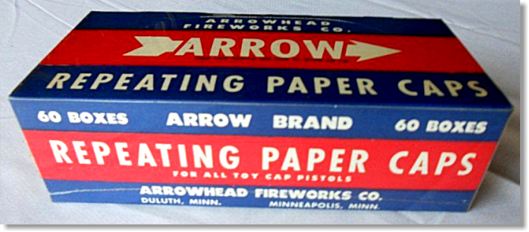 ARROWHEAD
FIREWORKS CO.
ARROW
REPEATING PAPER CAPS
60 BOXES ARROW BRAND 60 BOXES
REPEATING PAPER CAPS
FOR ALL TOY CAP PISTOLS
ARROWHEAD FIREWORKS CO.
DULUTH, MINN. MINNEAPOLIS, MINN.